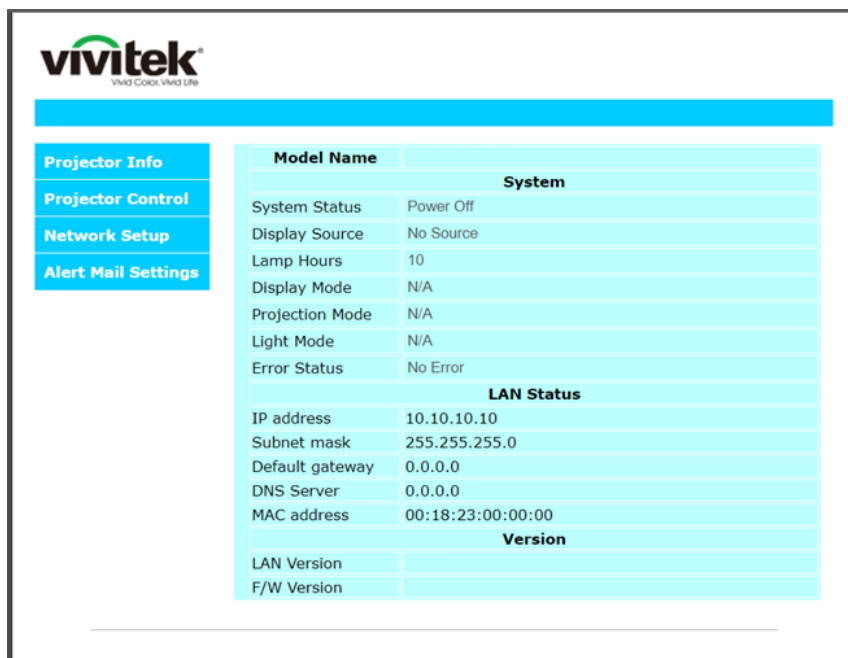 vivitek®
Vivid Color, Vivid Life
Projector Info
Projector Control
Network Setup
Alert Mail Settings
Model Name
System
System Status Power Off
Display Source No Source
Lamp Hours 10
Display Mode N/A
Projection Mode N/A
Light Mode N/A
Error Status No Error
LAN Status
IP address 10.10.10.10
Subnet mask 255.255.255.0
Default gateway 0.0.0.0
DNS Server 0.0.0.0
MAC address 00:18:23:00:00:00
Version
LAN Version
F/W Version